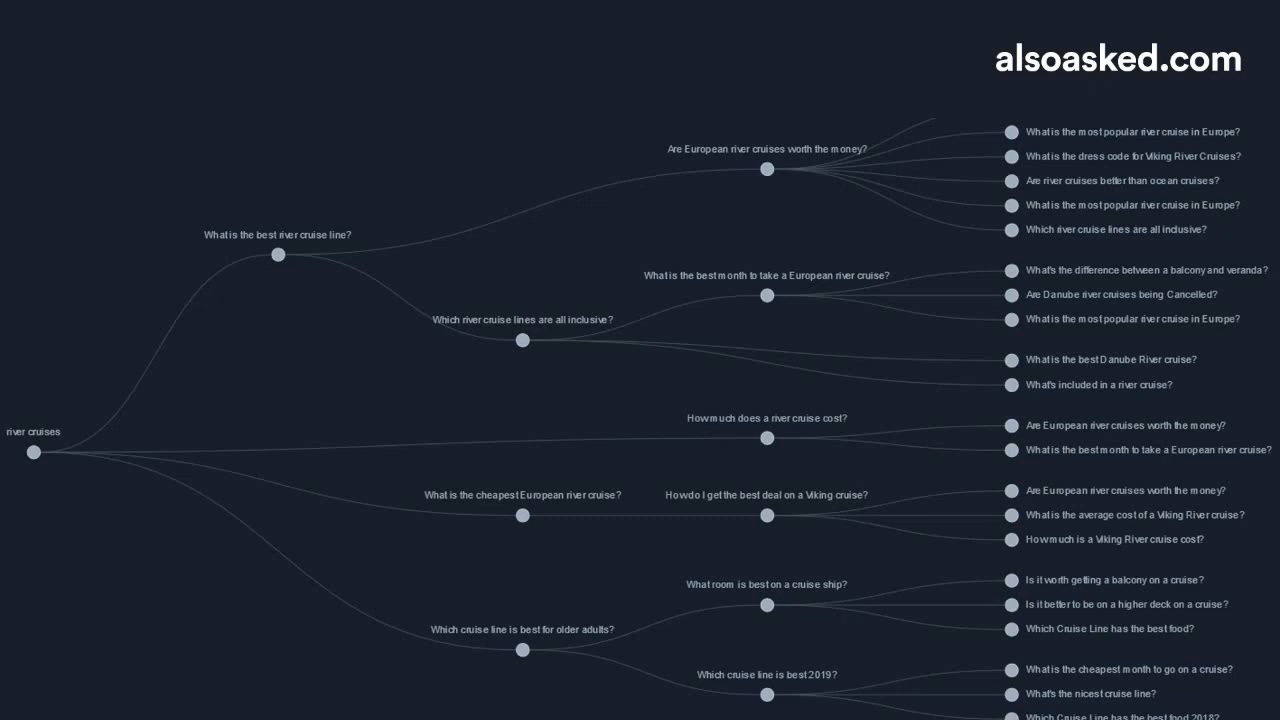 alsoasked.com
What is the most popular river cruise in Europe?
Are European river cruises worth the money?
What is the dress code for Viking River Cruises?
Are river cruises better than ocean cruises?
What is the most popular river cruise in Europe?
Which river cruise lines are all inclusive?
What is the best river cruise line?
What is the best month to take a European river cruise?
What's the difference between a balcony and veranda?
Are Danube river cruises being Cancelled?
What is the most popular river cruise in Europe?
Which river cruise lines are all inclusive?
What is the best Danube River cruise?
What's included in a river cruise?
How much does a river cruise cost?
Are European river cruises worth the money?
river cruises
What is the best month to take a European river cruise?
What is the cheapest European river cruise?
How do I get the best deal on a Viking cruise?
Are European river cruises worth the money?
What is the average cost of a Viking River cruise?
How much is a Viking River cruise cost?
What room is best on a cruise ship?
Is it worth getting a balcony on a cruise?
Is it better to be on a higher deck on a cruise?
Which cruise line is best for older adults?
Which Cruise Line has the best food?
Which cruise line is best 2019?
What is the cheapest month to go on a cruise?
What's the nicest cruise line?
Which Cruise Line has the best food 2018?